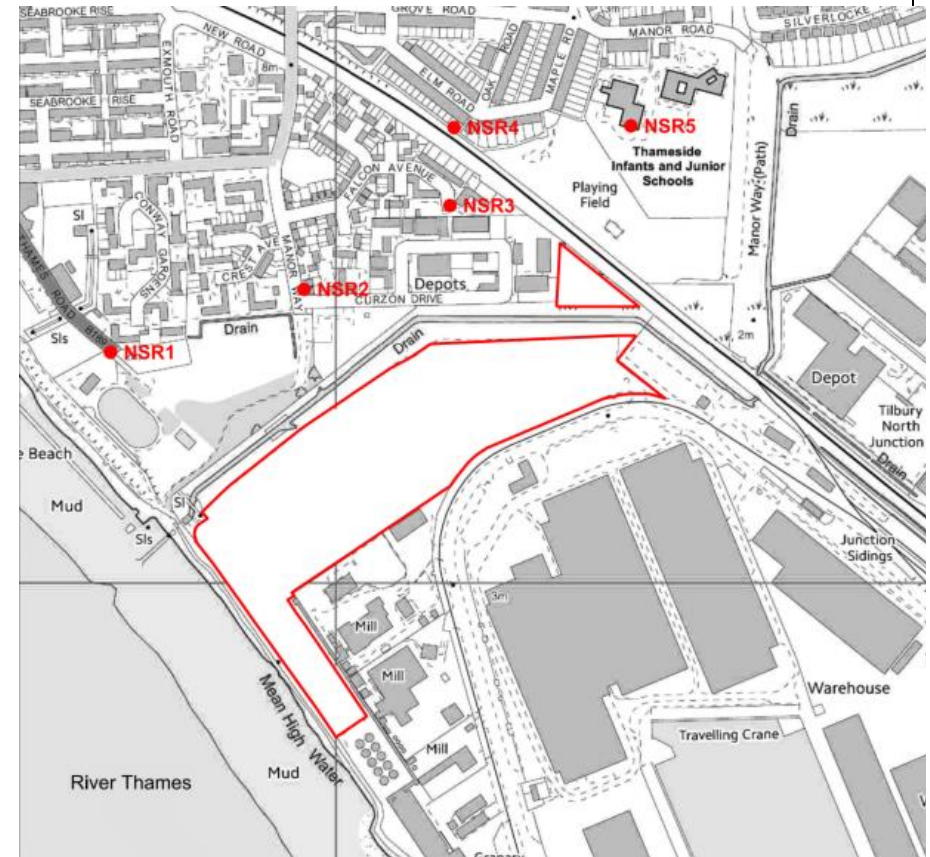 SEABROOKE RISE
GROVE ROAD
MANOR ROAD
SILVERLOCKE
NEW ROAD
8m
EXMOUTH ROAD
ELM ROAD
OAK ROAD
MAPLE RD
SEABROOKE RISE
NSR4
NSR5
Drain
Thameside
Infants and Junior
Schools
FALCON AVENUE
Playing
Field
Manor Way (Path)
SI
CONWAY GARDENS
NSR3
CRES
AVE
MANOR WAY
Depots
THAMES ROAD
B189
NSR2
CURZON DRIVE
Sls
NSR1
Drain
Drain
2m
Depot
Tilbury
North
Junction
Drain
e Beach
Mud
SI
Sls
Junction
Sidings
3m
Mill
Mill
Warehouse
Mean High Water
Travelling Crane
Mill
River Thames
Mud
Granary